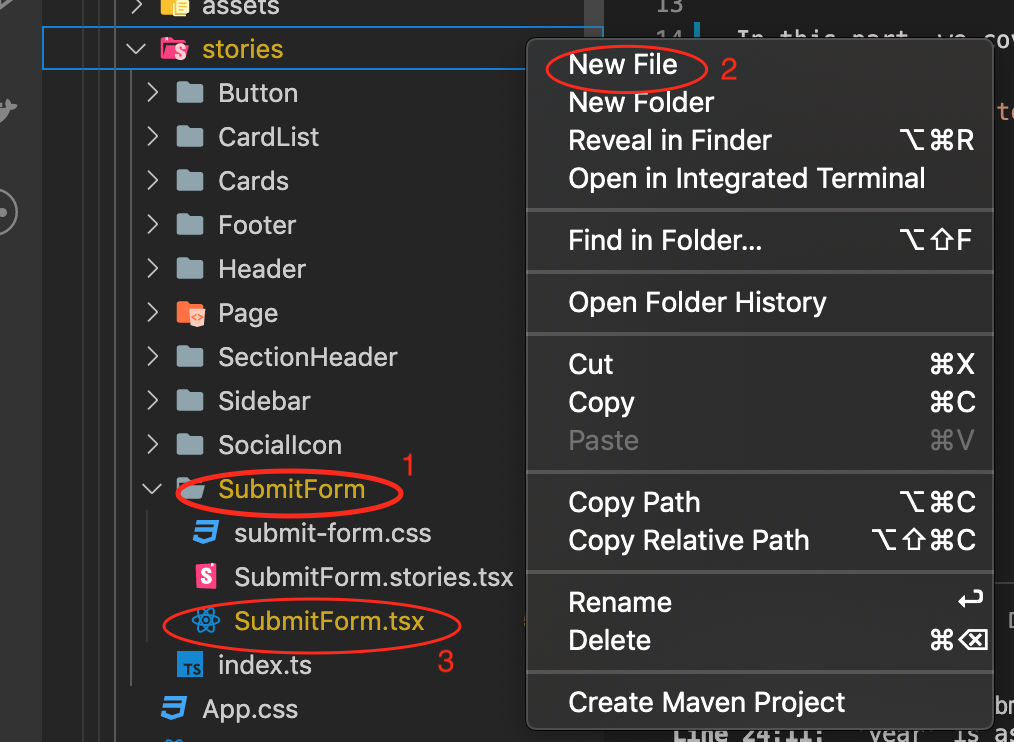 assets
stories
Button
CardList
Cards
Footer
Header
Page
SectionHeader
Sidebar
SocialIcon
SubmitForm
1
submit-form.css
SubmitForm.stories.tsx
SubmitForm.tsx
3
TS index.ts
App.css
13
14
In this part, we cov
New File 2
New Folder
Reveal in Finder ⌥⌘R
Open in Integrated Terminal
Find in Folder... ⌥⇧F
Open Folder History
Cut ⌘X
Copy ⌘C
Paste ⌘V
Copy Path ⌥⌘C
Copy Relative Path ⌥⇧⌘C
Rename ↩
Delete ⌘⌫
Create Maven Project
Line 24:11: 'year' is as